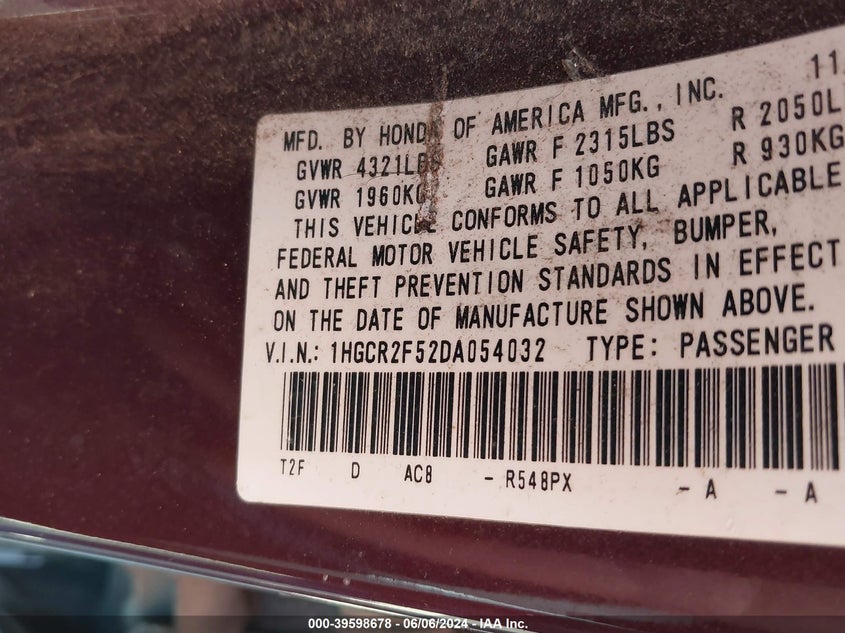 11
MFD. BY HONDA OF AMERICA MFG., INC.
GVWR 4321LBS GAWR F 2315LBS R 2050L
GVWR 1960KG GAWR F 1050KG R 930KG
THIS VEHICLE CONFORMS TO ALL APPLICABLE
FEDERAL MOTOR VEHICLE SAFETY, BUMPER,
AND THEFT PREVENTION STANDARDS IN EFFECT
ON THE DATE OF MANUFACTURE SHOWN ABOVE.
V.I.N.: 1HGCR2F52DA054032 TYPE: PASSENGER
T2F D AC8 - R548PX - A - A
000-39598678 - 06/06/2024 - IAA Inc.